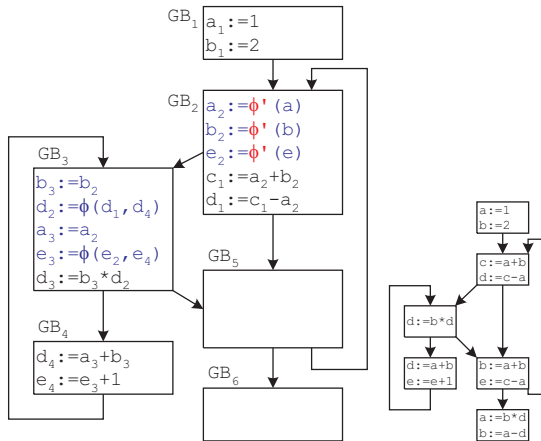 GB₁
a₁:=1
b₁:=2
GB₂
a₂:=ϕ'(a)
b₂:=ϕ'(b)
e₂:=ϕ'(e)
c₁:=a₂+b₂
d₁:=c₁-a₂
GB₃
b₃:=b₂
d₂:=ϕ(d₁,d₄)
a₃:=a₂
e₃:=ϕ(e₂,e₄)
d₃:=b₃*d₂
GB₄
d₄:=a₃+b₃
e₄:=e₃+1
GB₅
GB₆
a:=1
b:=2
c:=a+b
d:=c-a
d:=b*d
d:=a+b
e:=e+1
b:=a+b
e:=c-a
a:=b*d
b:=a-d